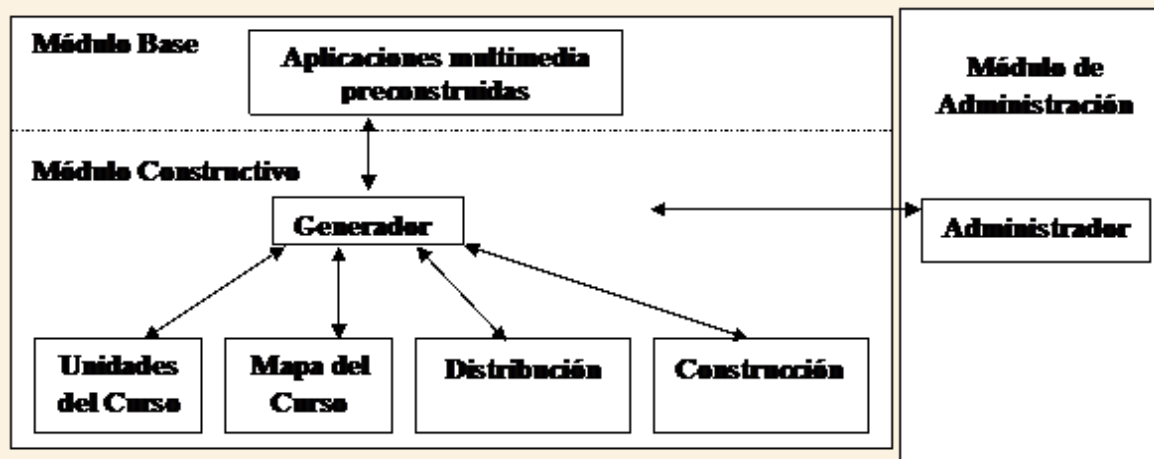 Módulo Base
Aplicaciones multimedia
preconstruidas
Módulo de
Administración
Módulo Constructivo
Generador
Administrador
Unidades
del Curso
Mapa del
Curso
Distribución
Construcción